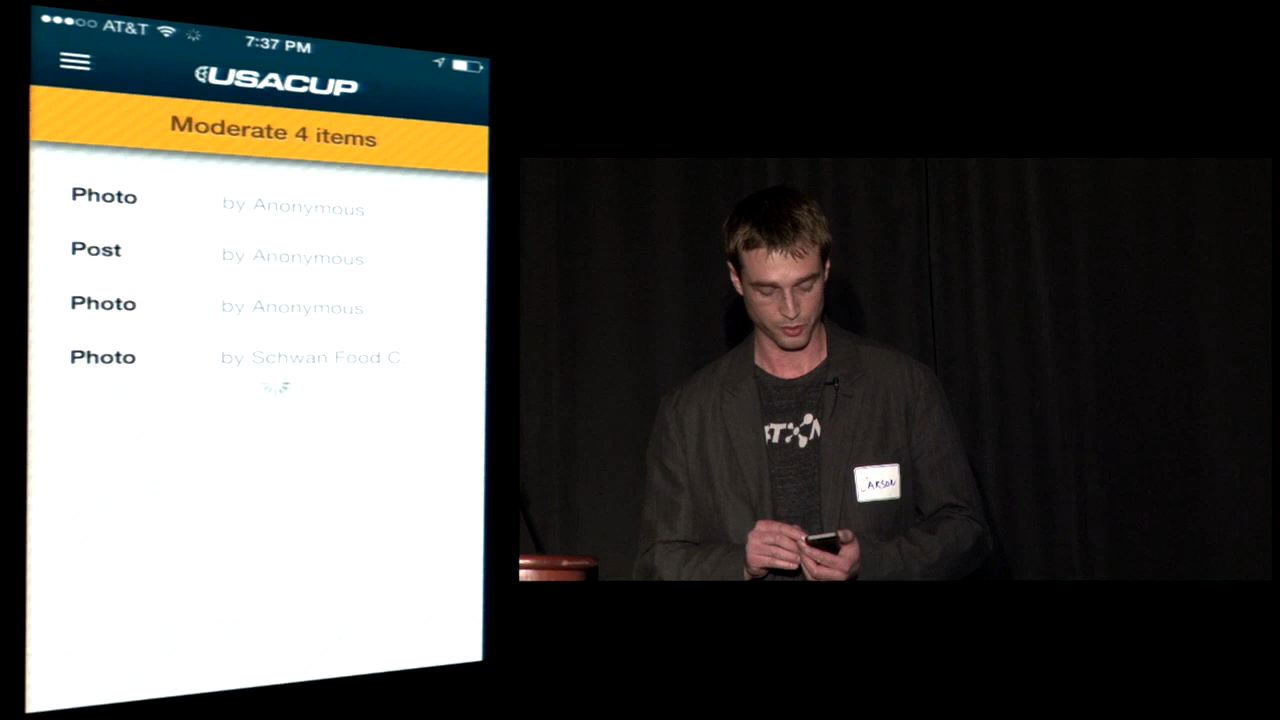 AT&T
7:37 PM
USACUP
Moderate 4 items
Photo by Anonymous
Post by Anonymous
Photo by Anonymous
Photo by Schwan Food C
CARSON